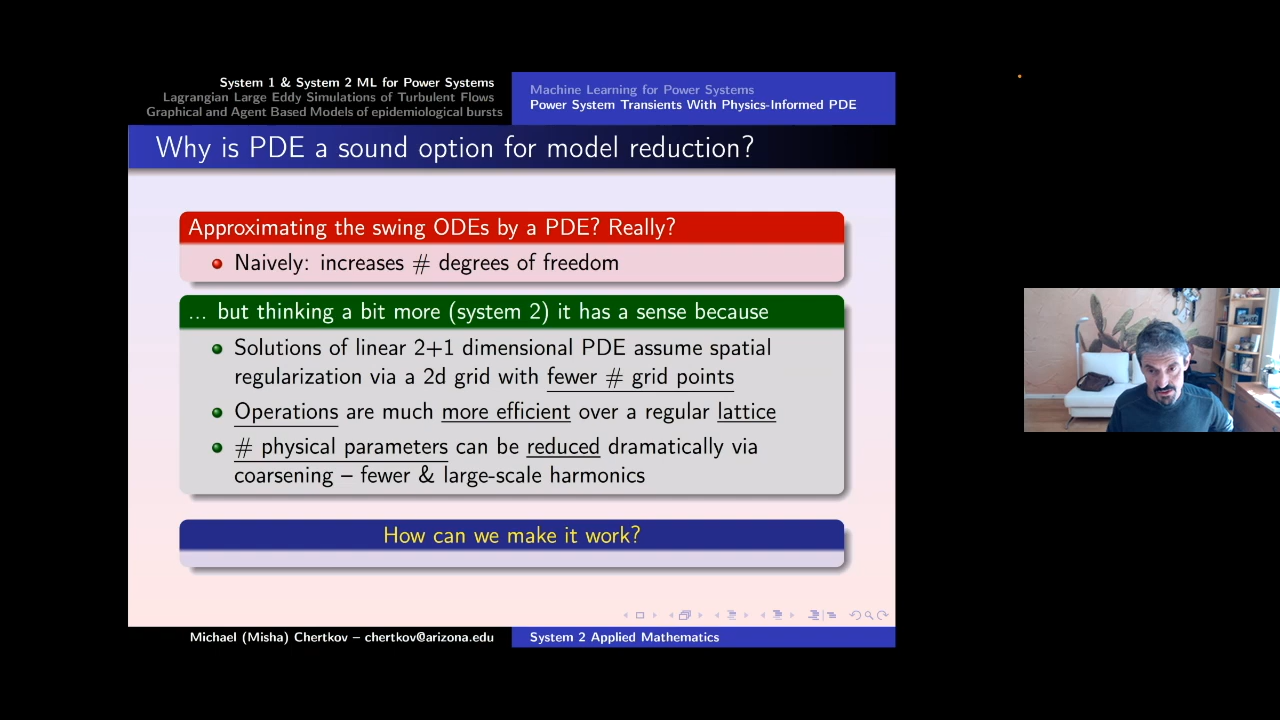 System 1 & System 2 ML for Power Systems
Lagrangian Large Eddy Simulations of Turbulent Flows
Graphical and Agent Based Models of epidemiological bursts
Machine Learning for Power Systems
Power System Transients With Physics-Informed PDE
Why is PDE a sound option for model reduction?
Approximating the swing ODEs by a PDE? Really?
Naively: increases # degrees of freedom
... but thinking a bit more (system 2) it has a sense because
Solutions of linear 2+1 dimensional PDE assume spatial
regularization via a 2d grid with fewer # grid points
Operations are much more efficient over a regular lattice
# physical parameters can be reduced dramatically via
coarsening – fewer & large-scale harmonics
How can we make it work?
Michael (Misha) Chertkov – chertkov@arizona.edu
System 2 Applied Mathematics